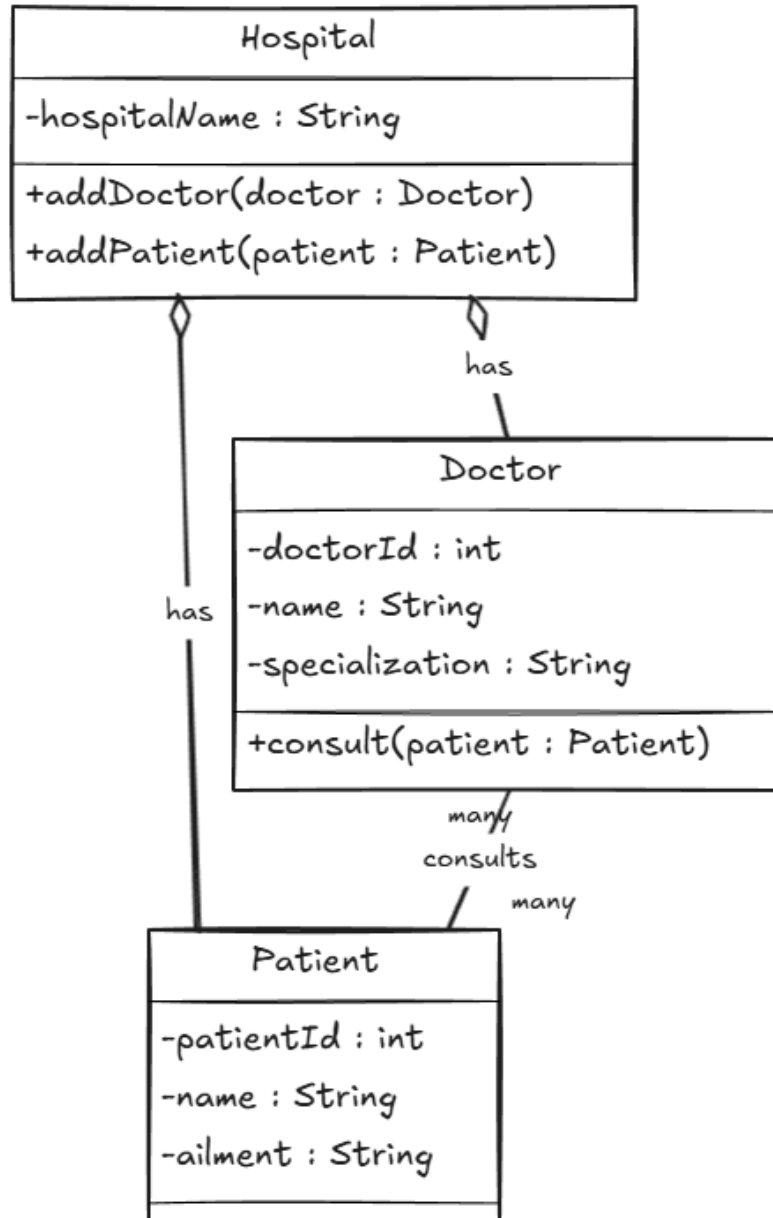 Hospital
-hospitalName : String
+addDoctor(doctor : Doctor)
+addPatient(patient : Patient)
has
Doctor
-doctorId : int
-name : String
-specialization : String
+consult(patient : Patient)
has
many
consults
many
Patient
-patientId : int
-name : String
-ailment : String